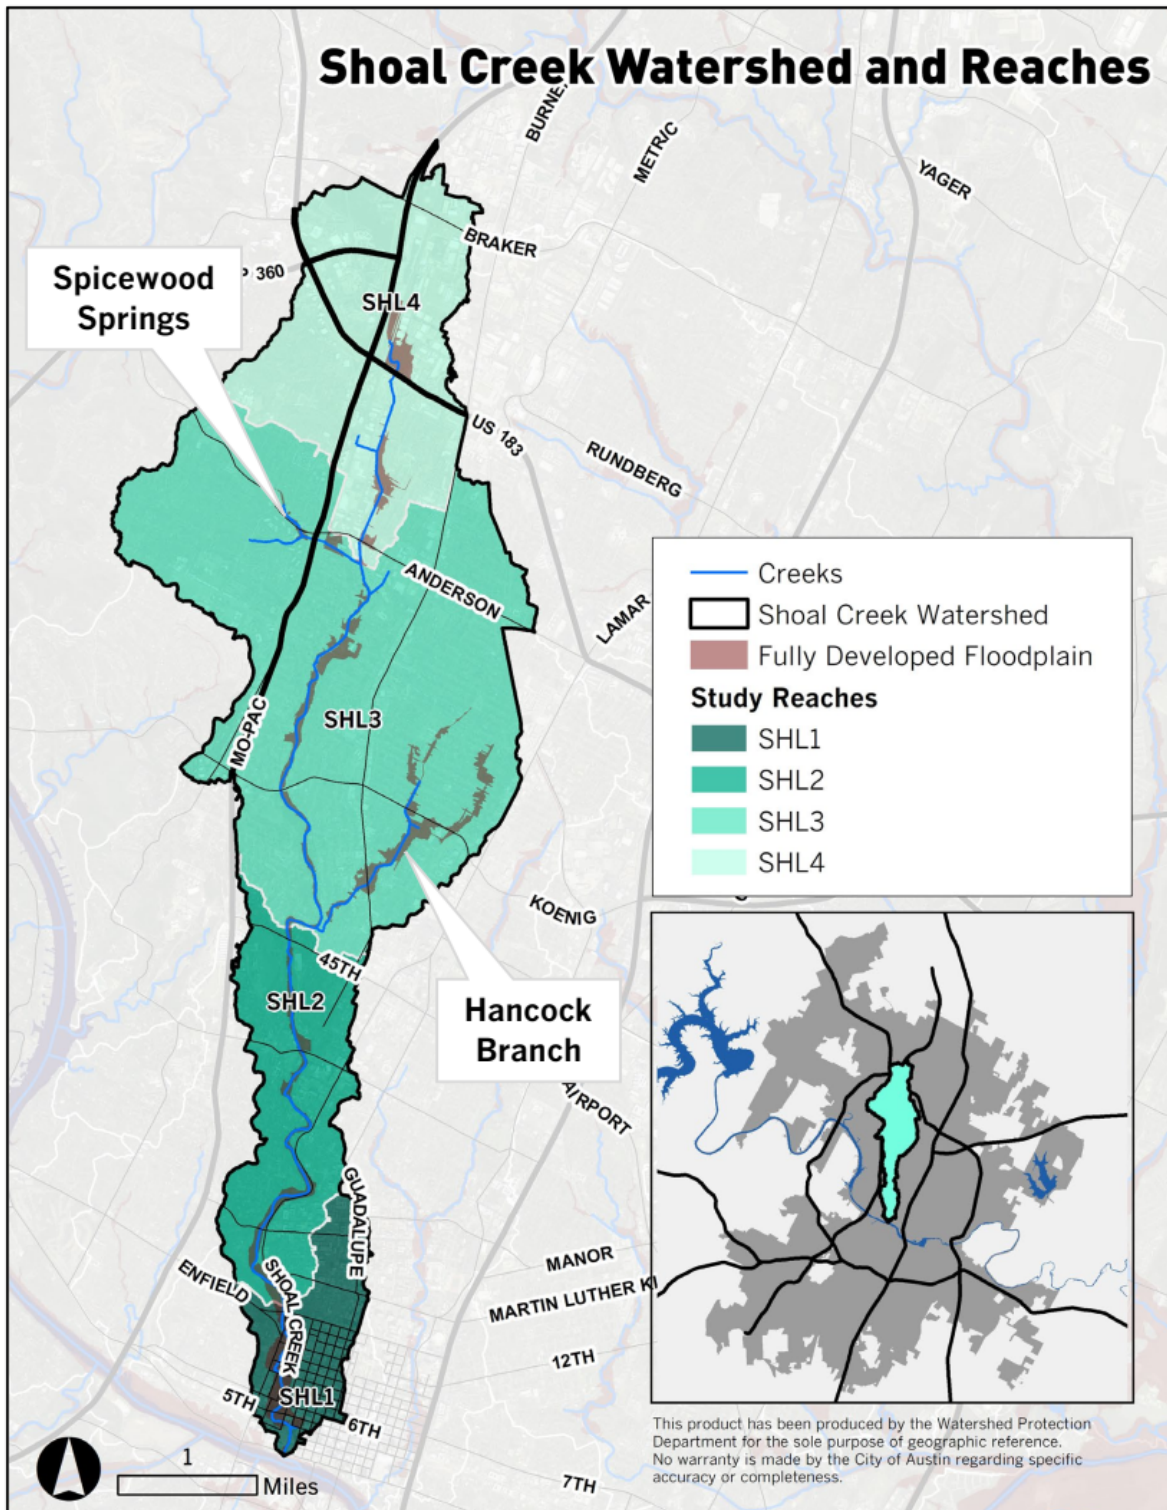 Shoal Creek Watershed and Reaches
METRIC
YAGER
BRAKER
Spicewood
Springs
360
SHL4
US 183
RUNDBERG
ANDERSON
LAMAR
Creeks
Shoal Creek Watershed
Fully Developed Floodplain
Study Reaches
SHL1
SHL2
SHL3
SHL4
MO-PAC
SHL3
KOENIG
45TH
SHL2
Hancock
Branch
AIRPORT
GUADALUPE
MANOR
ENFIELD
SHOAL CREEK
MARTIN LUTHER KI
12TH
5TH
SHL1
6TH
7TH
1
Miles
This product has been produced by the Watershed Protection
Department for the sole purpose of geographic reference.
No warranty is made by the City of Austin regarding specific
accuracy or completeness.